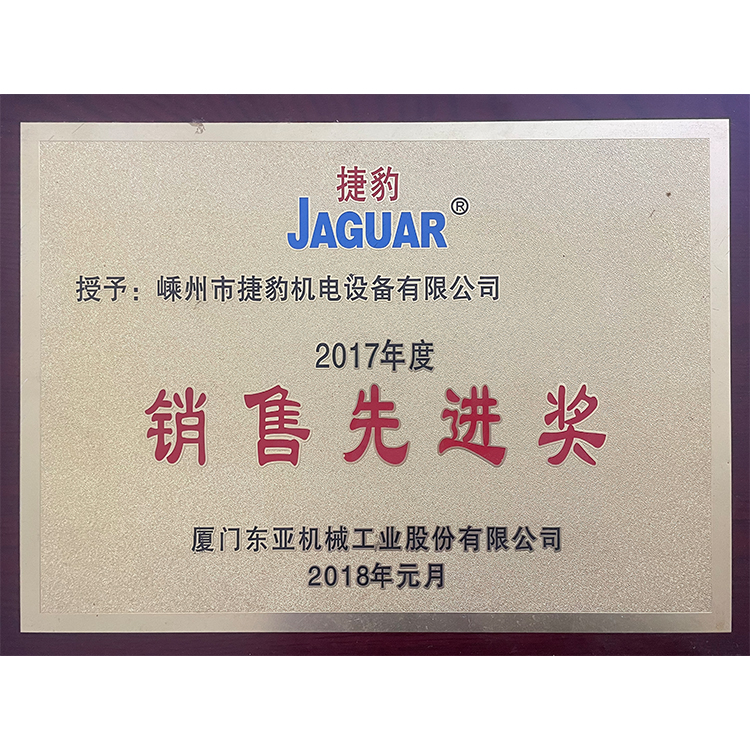 捷豹
JAGUAR®
授予：嵊州市捷豹机电设备有限公司
2017年度
销售先进奖
厦门东亚机械工业股份有限公司
2018年元月